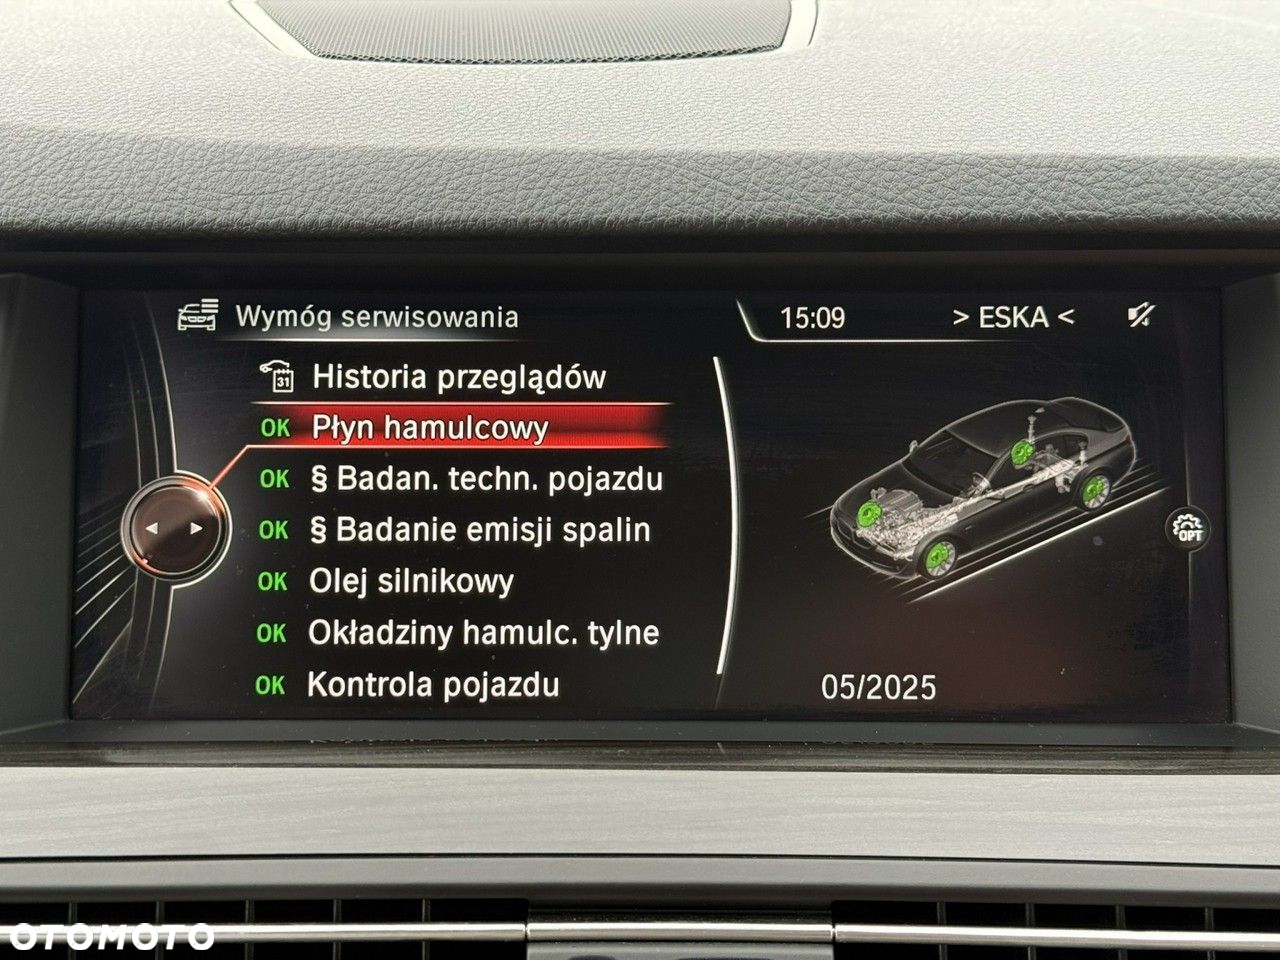 Wymóg serwisowania
15:09
> ESKA <
31
Historia przeglądów
OK Płyn hamulcowy
OK § Badan. techn. pojazdu
OK § Badanie emisji spalin
OK Olej silnikowy
OK Okładziny hamulc. tylne
OK Kontrola pojazdu
OPT
05/2025
OTOMOTO